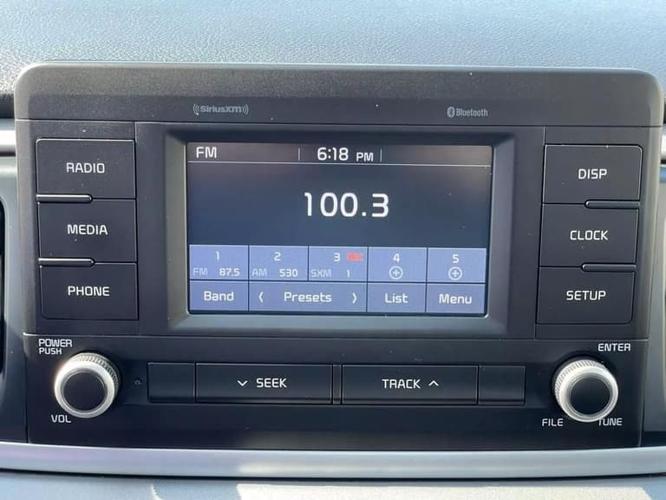 ((SiriusXM))
Bluetooth
RADIO
MEDIA
PHONE
FM 6:18 PM
100.3
1 2 3 4 5
FM 87.5 AM 530 SXM 1
Band ‹ Presets › List Menu
DISP
CLOCK
SETUP
POWER
PUSH
VOL
SEEK
TRACK
ENTER
FILE TUNE